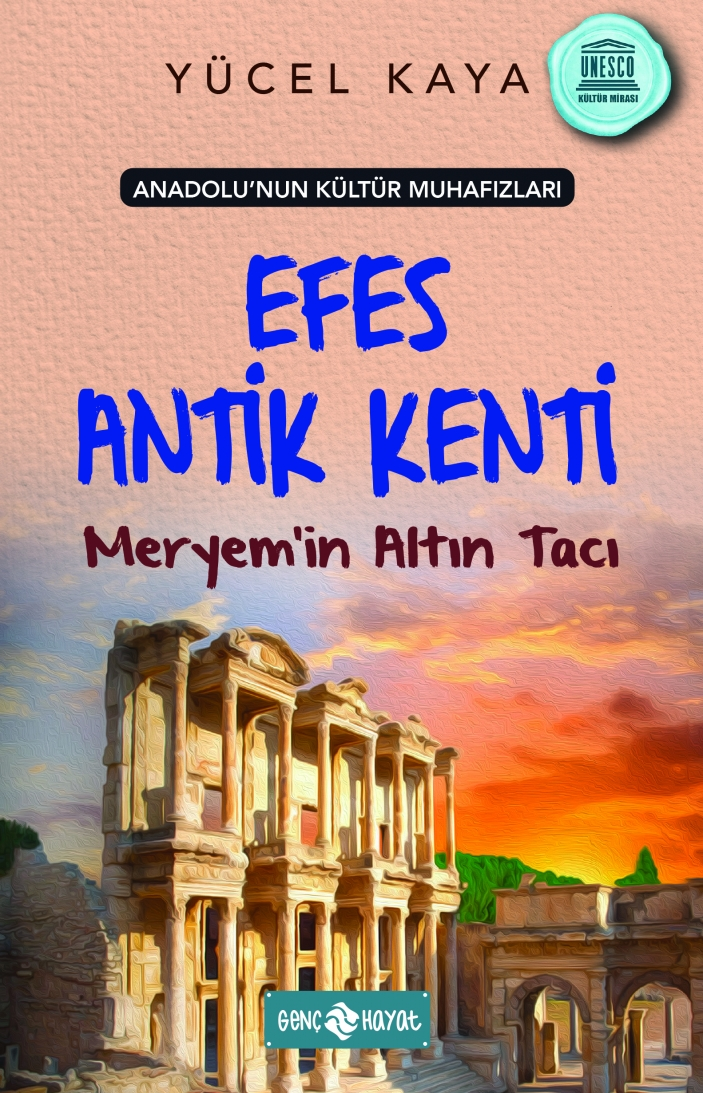 YÜCEL KAYA
UNESCO
KÜLTÜR MİRASI
ANADOLU'NUN KÜLTÜR MUHAFIZLARI
EFES
ANTİK KENTİ
Meryem'in Altın Tacı
GENÇ HAYAT